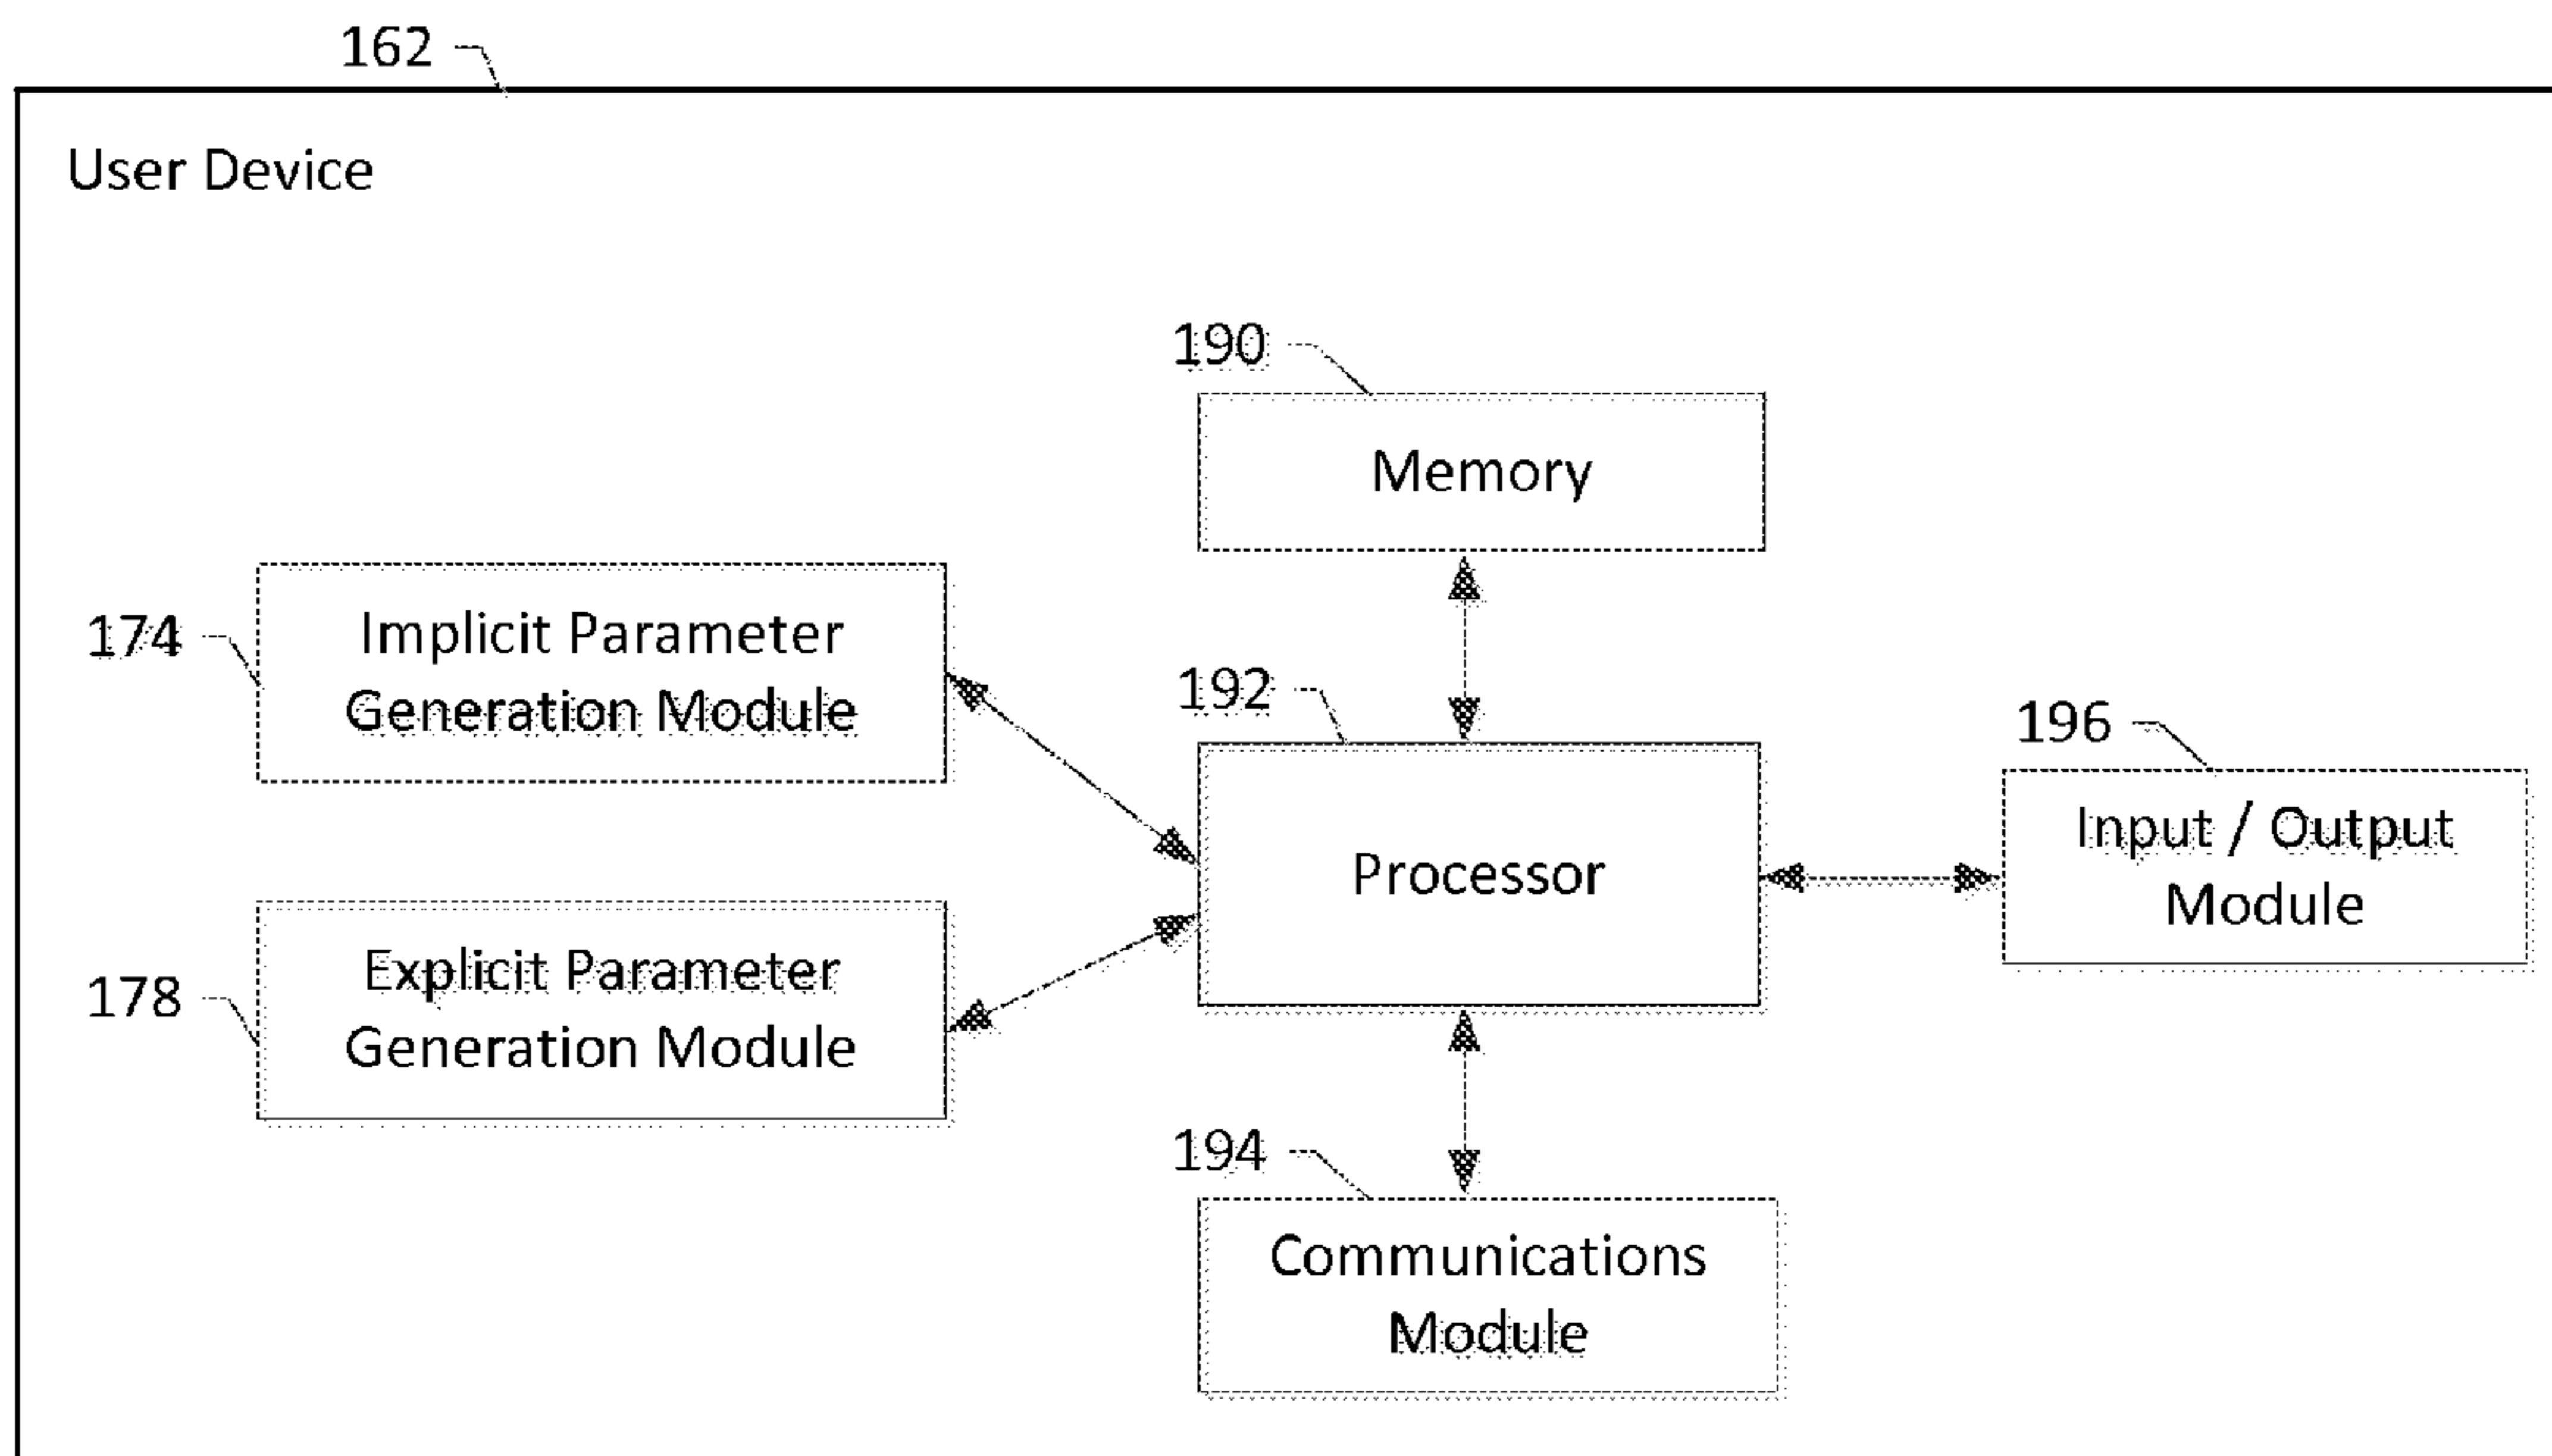 162
User Device
190
Memory
174
Implicit Parameter
Generation Module
192
Processor
196
Input / Output
Module
178
Explicit Parameter
Generation Module
194
Communications
Module